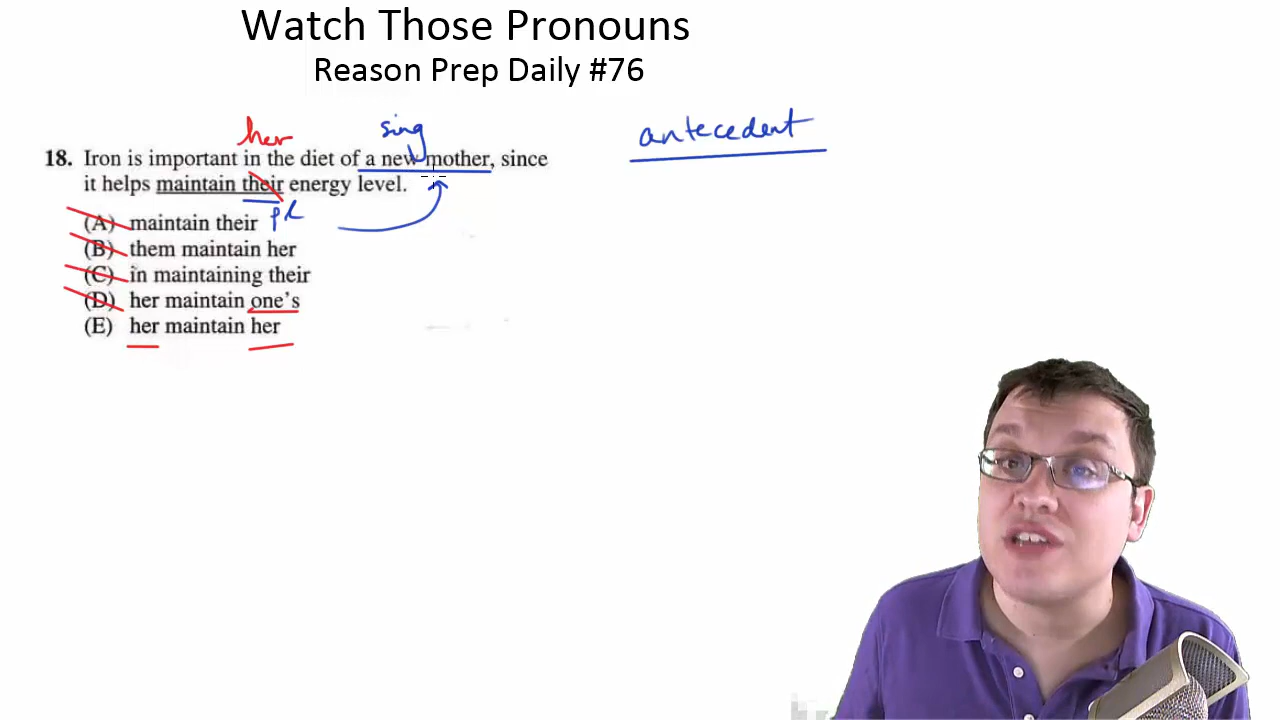 Watch Those Pronouns
Reason Prep Daily #76
her
sing
antecedent
18. Iron is important in the diet of a new mother, since
it helps maintain their energy level.
pl
(A) maintain their
(B) them maintain her
(C) in maintaining their
(D) her maintain one's
(E) her maintain her